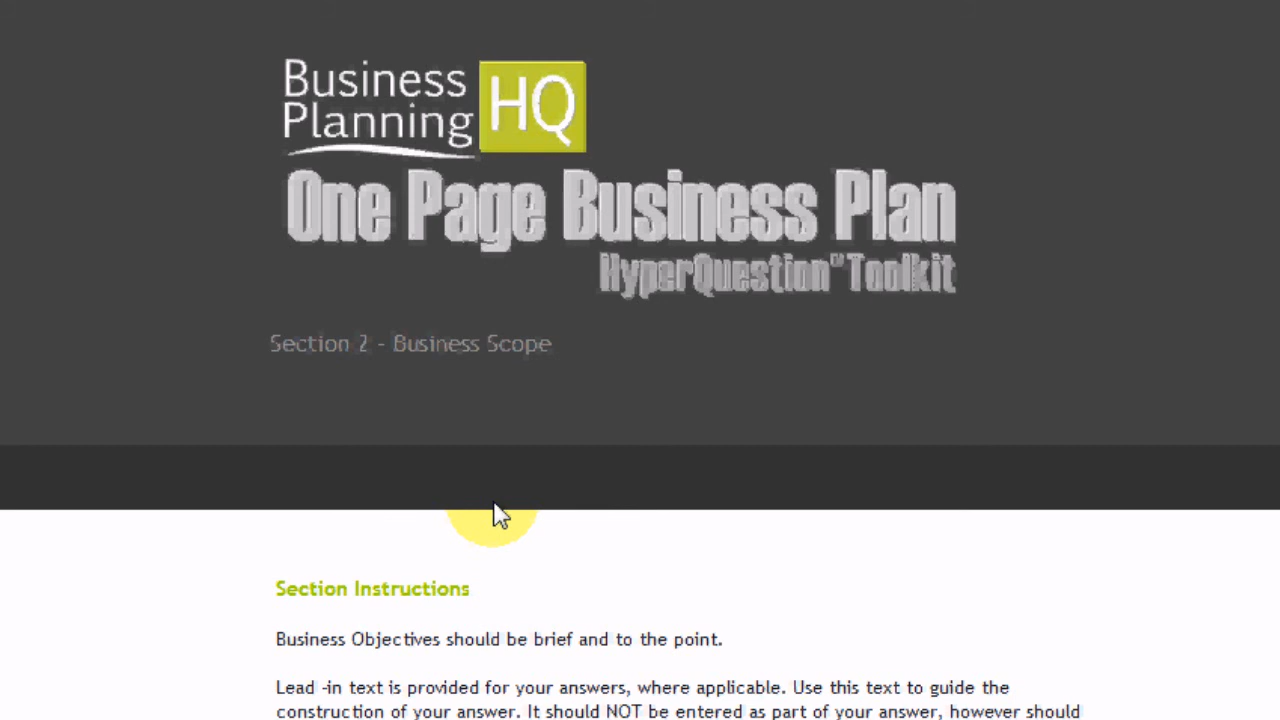 Business
Planning HQ
One Page Business Plan
HyperQuestion™ Toolkit
Section 2 - Business Scope
Section Instructions
Business Objectives should be brief and to the point.
Lead -in text is provided for your answers, where applicable. Use this text to guide the
construction of your answer. It should NOT be entered as part of your answer, however should